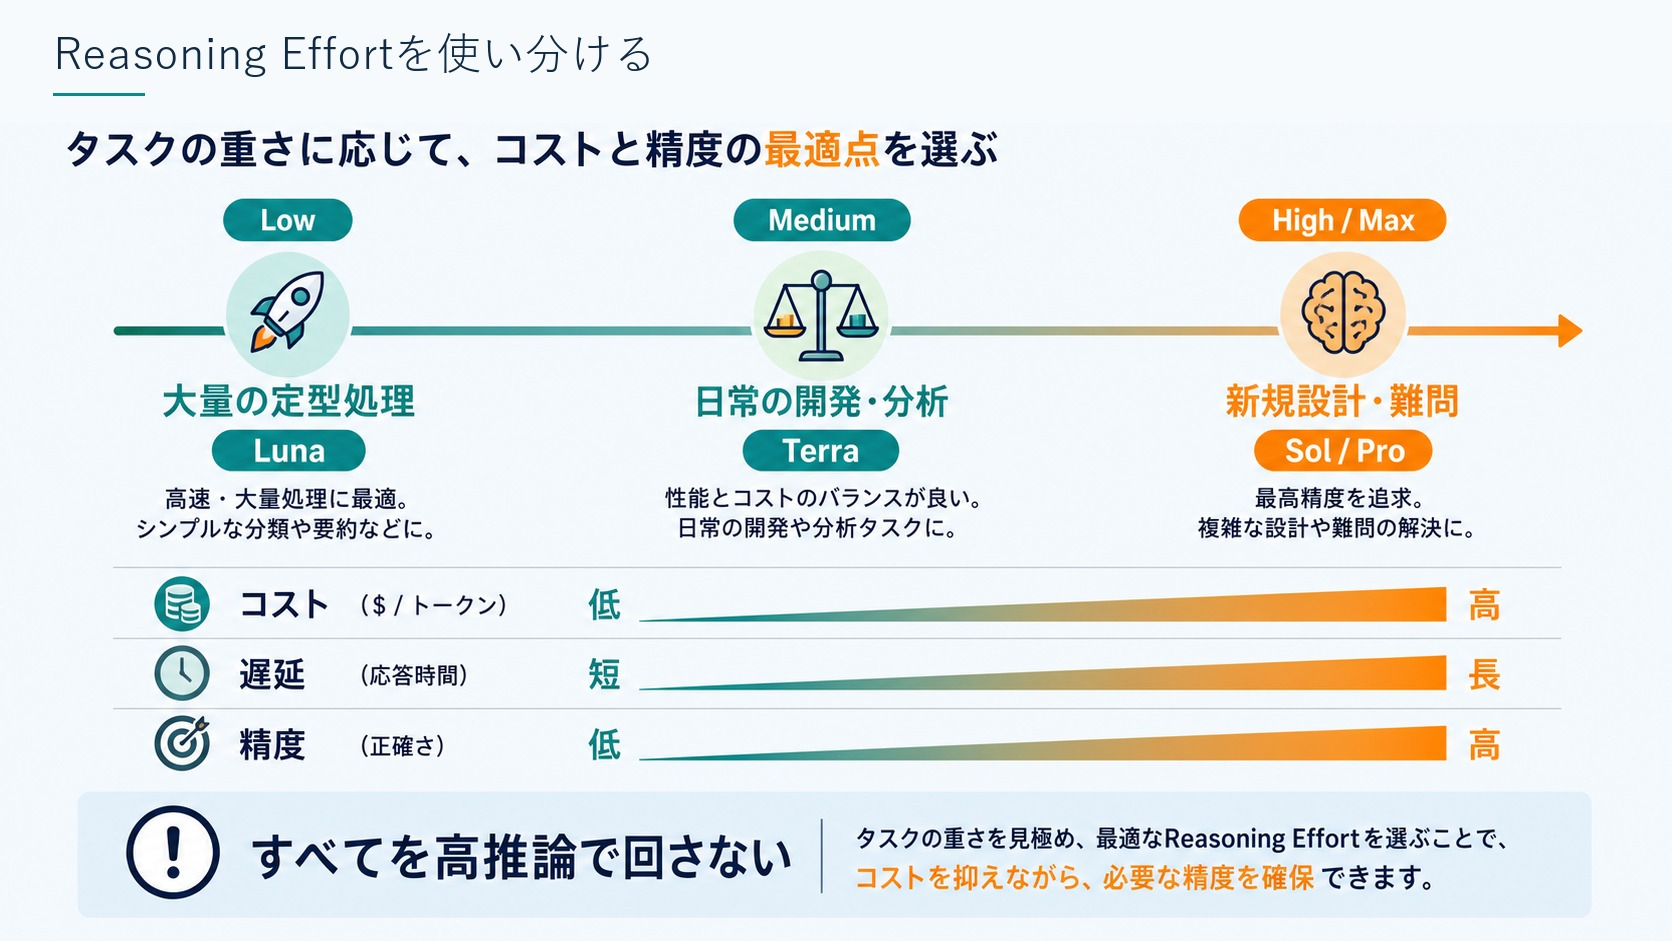 Reasoning Effortを使い分ける
タスクの重さに応じて、コストと精度の最適点を選ぶ
Low
Medium
High / Max
大量の定型処理
日常の開発・分析
新規設計・難問
Luna
Terra
Sol / Pro
高速・大量処理に最適。
シンプルな分類や要約などに。
性能とコストのバランスが良い。
日常の開発や分析タスクに。
最高精度を追求。
複雑な設計や難問の解決に。
コスト （$ / トークン） 低 高
遅延 （応答時間） 短 長
精度 （正確さ） 低 高
すべてを高推論で回さない
タスクの重さを見極め、最適なReasoning Effortを選ぶことで、
コストを抑えながら、必要な精度を確保できます。